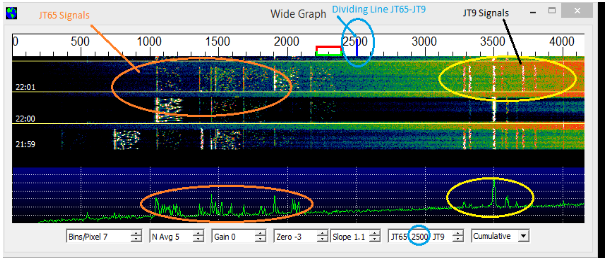 JT65 Signals
Wide Graph
Dividing Line JT65-JT9
JT9 Signals
0 500 1000 1500 2000 2500 3000 3500 4000
22:01
22:00
21:59
Bins/Pixel 7 N Avg 5 Gain 0 Zero -3 Slope 1.1 JT65 2500 JT9 Cumulative